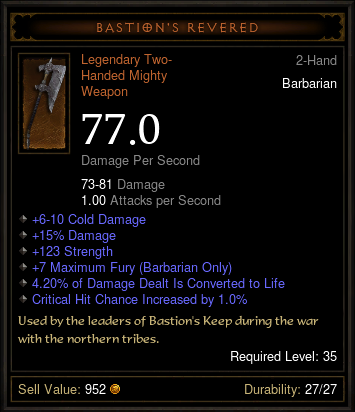 BASTION'S REVERED
Legendary Two-
Handed Mighty
Weapon
2-Hand
Barbarian
77.0
Damage Per Second
73-81 Damage
1.00 Attacks per Second
+6-10 Cold Damage
+15% Damage
+123 Strength
+7 Maximum Fury (Barbarian Only)
4.20% of Damage Dealt Is Converted to Life
Critical Hit Chance Increased by 1.0%
Used by the leaders of Bastion's Keep during the war
with the northern tribes.
Required Level: 35
Sell Value: 952
Durability: 27/27